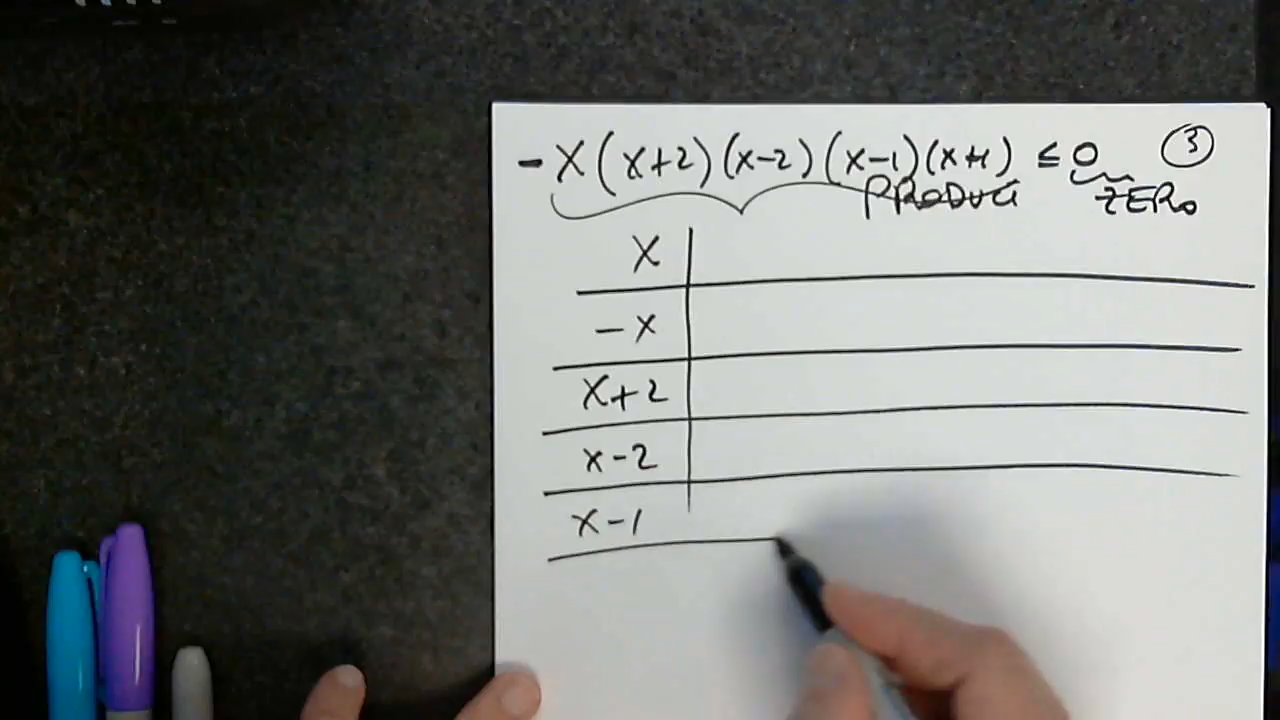 -x(x+2)(x-2)(x-1)(x+1) ≤ 0 ③
PRODUCT ZERO
x
-x
x+2
x-2
x-1